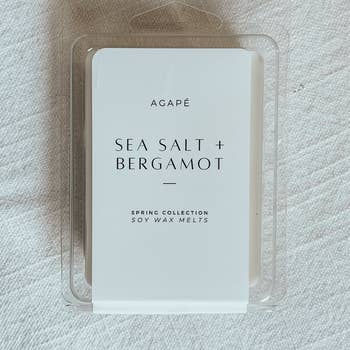 AGAPÉ
SEA SALT +
BERGAMOT
—
SPRING COLLECTION
SOY WAX MELTS